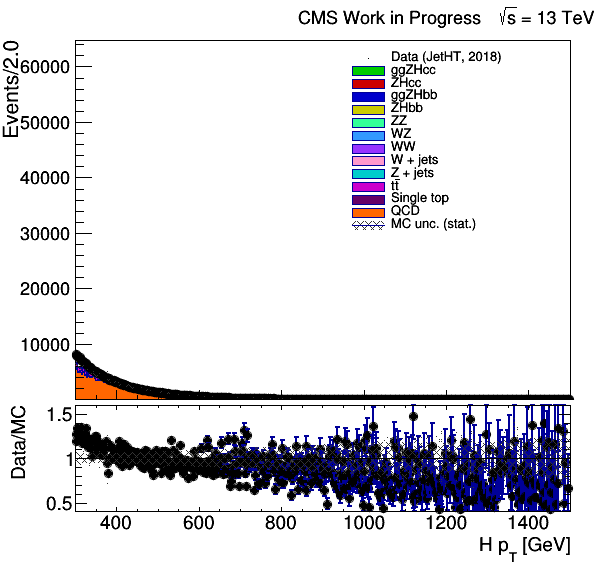 CMS Work in Progress √s = 13 TeV
Events/2.0
60000
50000
40000
30000
20000
10000
Data (JetHT, 2018)
ggZHcc
ZHcc
ggZHbb
ZHbb
ZZ
WZ
WW
W + jets
Z + jets
tt̄
Single top
QCD
MC unc. (stat.)
Data/MC
1.5
1
0.5
400 600 800 1000 1200 1400
H pT [GeV]